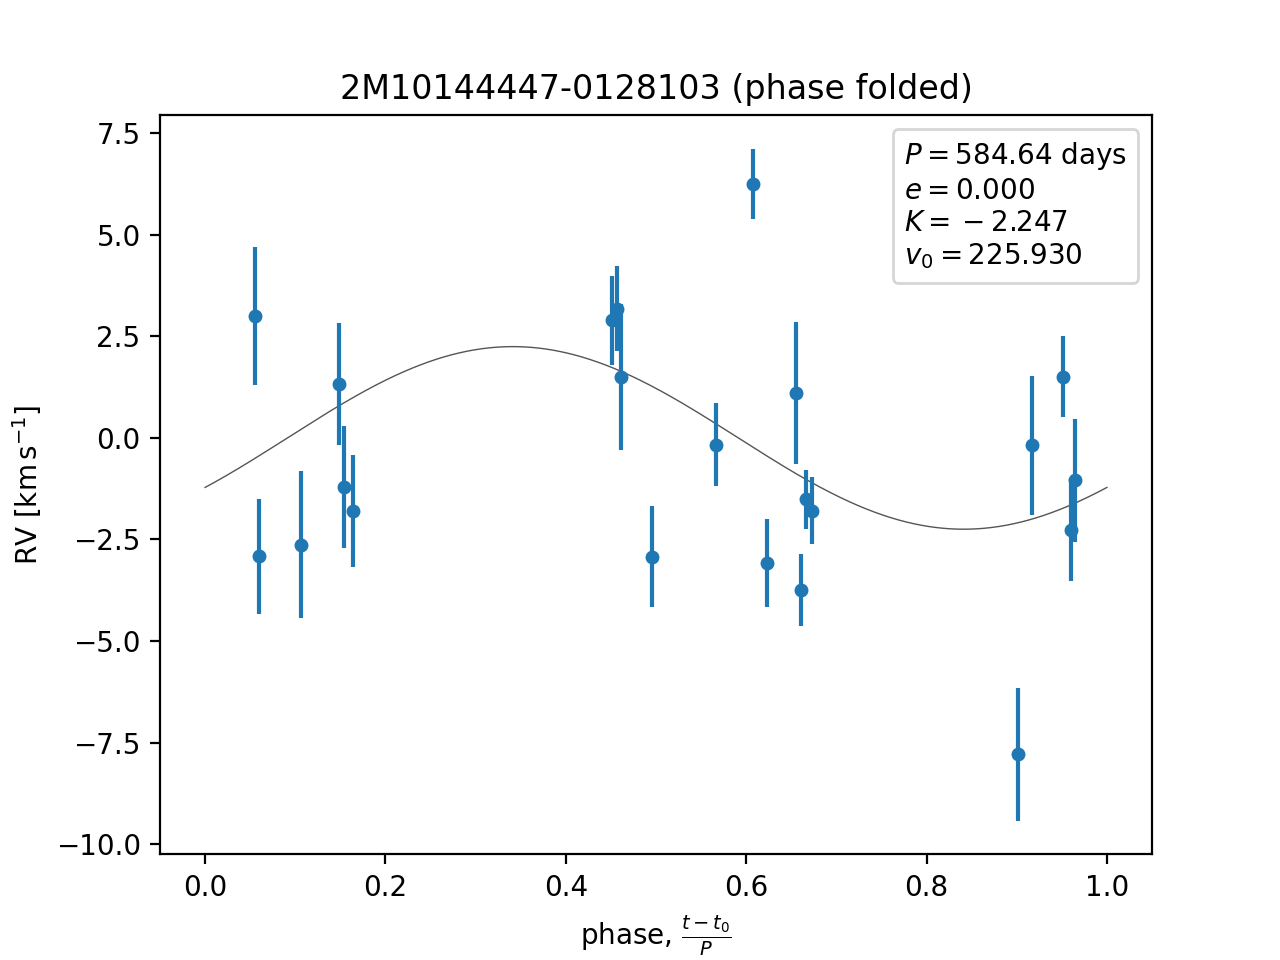 2M10144447-0128103 (phase folded)
P = 584.64 days
e = 0.000
K = −2.247
v₀ = 225.930
7.5
5.0
2.5
0.0
−2.5
−5.0
−7.5
−10.0
RV [km s⁻¹]
0.0 0.2 0.4 0.6 0.8 1.0
phase, (t − t₀)/P